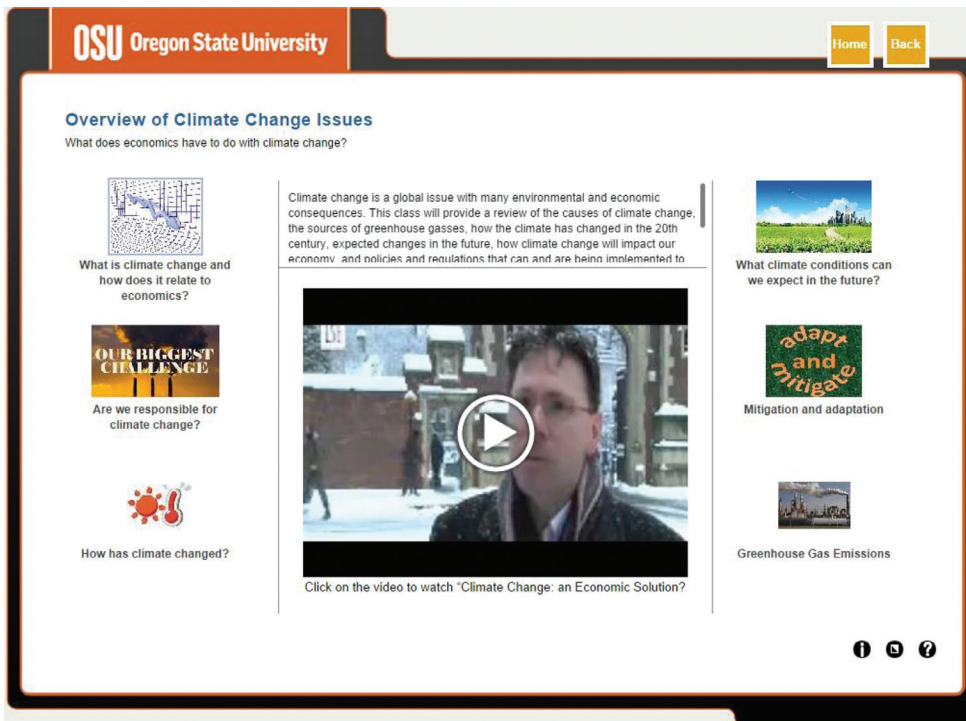 OSU Oregon State University
Home
Back
Overview of Climate Change Issues
What does economics have to do with climate change?
What is climate change and
how does it relate to
economics?
OUR BIGGEST
CHALLENGE
Are we responsible for
climate change?
How has climate changed?
Climate change is a global issue with many environmental and economic
consequences. This class will provide a review of the causes of climate change,
the sources of greenhouse gasses, how the climate has changed in the 20th
century, expected changes in the future, how climate change will impact our
economy, and policies and regulations that can and are being implemented to
Click on the video to watch “Climate Change: an Economic Solution?
What climate conditions can
we expect in the future?
adapt
and
mitigate
Mitigation and adaptation
Greenhouse Gas Emissions